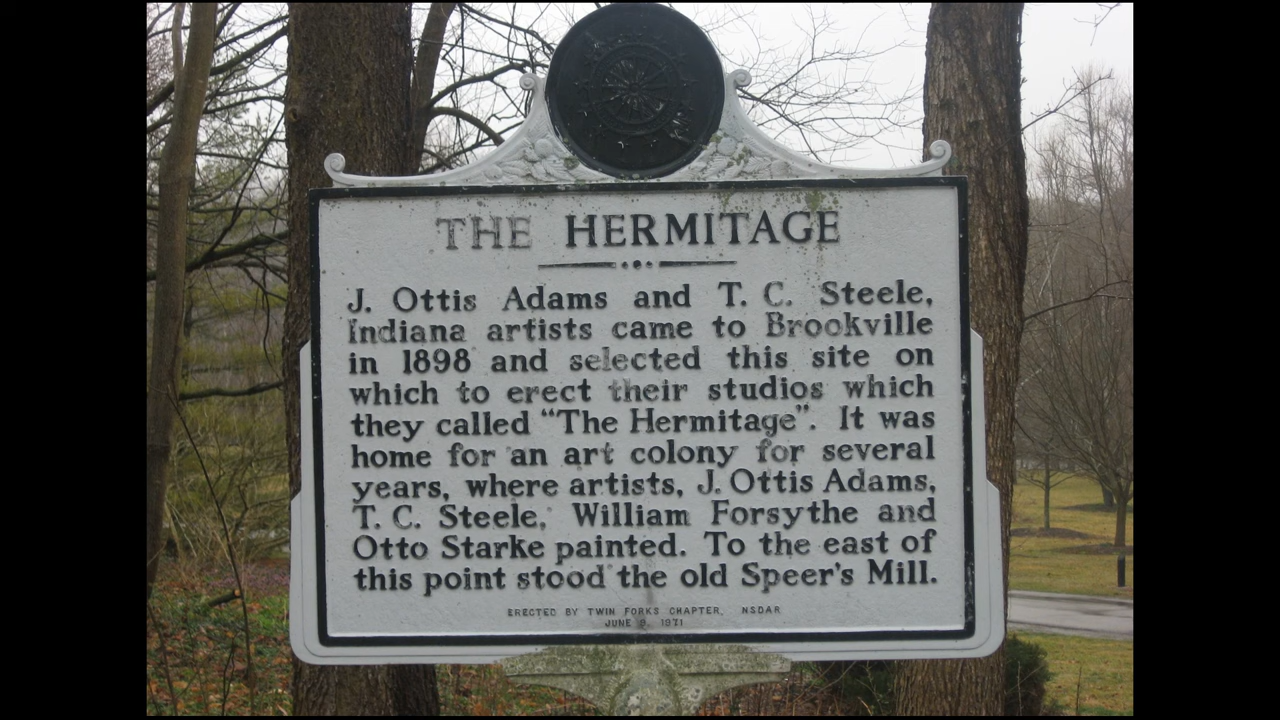 THE HERMITAGE
J. Ottis Adams and T. C. Steele,
Indiana artists came to Brookville
in 1898 and selected this site on
which to erect their studios which
they called “The Hermitage”. It was
home for an art colony for several
years, where artists, J. Ottis Adams,
T. C. Steele, William Forsythe and
Otto Starke painted. To the east of
this point stood the old Speer's Mill.
ERECTED BY TWIN FORKS CHAPTER, NSDAR
JUNE 9, 1971